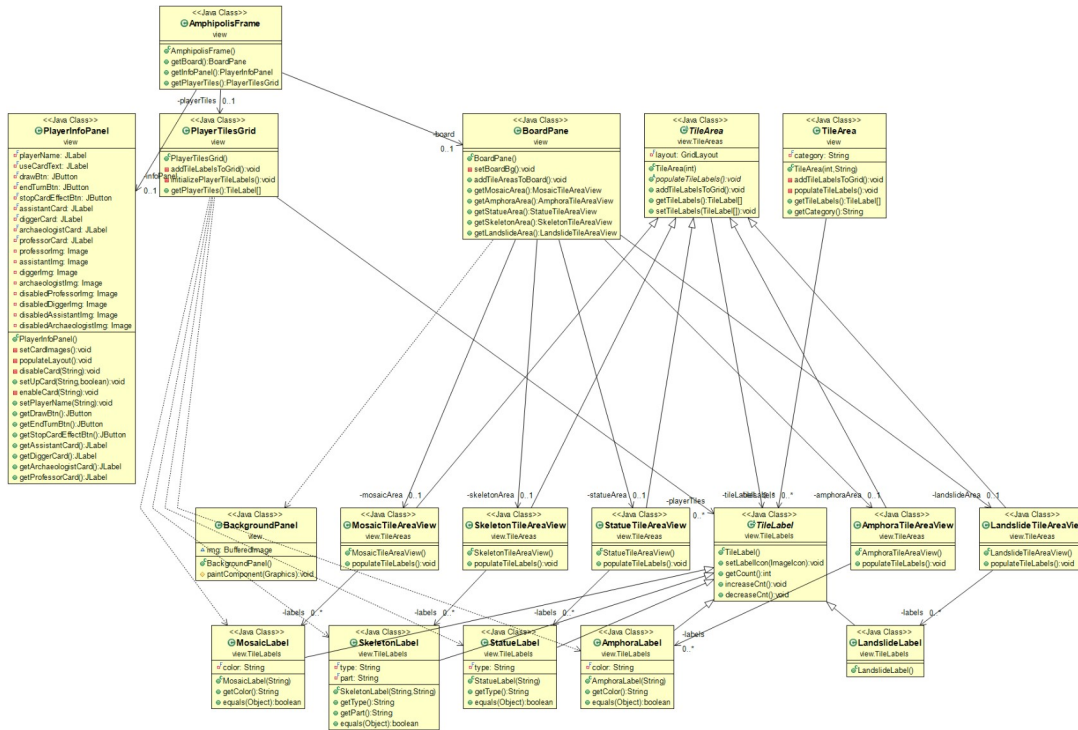 <<Java Class>>
AmphipolisFrame
view
AmphipolisFrame()
getBoard():BoardPane
getInfoPanel():PlayerInfoPanel
getPlayerTiles():PlayerTilesGrid
-playerTiles 0..1
-board
0..1
-infoPanel
0..1
<<Java Class>>
PlayerInfoPanel
view
playerName: JLabel
useCardText: JLabel
drawBtn: JButton
endTurnBtn: JButton
stopCardEffectBtn: JButton
assistantCard: JLabel
diggerCard: JLabel
archaeologistCard: JLabel
professorCard: JLabel
professorImg: Image
assistantImg: Image
diggerImg: Image
archaeologistImg: Image
disabledProfessorImg: Image
disabledDiggerImg: Image
disabledAssistantImg: Image
disabledArchaeologistImg: Image
PlayerInfoPanel()
setCardImages():void
populateLayout():void
disableCard(String):void
setUpCard(String,boolean):void
enableCard(String):void
setPlayerName(String):void
getDrawBtn():JButton
getEndTurnBtn():JButton
getStopCardEffectBtn():JButton
getAssistantCard():JLabel
getDiggerCard():JLabel
getArchaeologistCard():JLabel
getProfessorCard():JLabel
<<Java Class>>
PlayerTilesGrid
view
PlayerTilesGrid()
addTileLabelsToGrid():void
initializePlayerTileLabels():void
getPlayerTiles():TileLabel[]
<<Java Class>>
BoardPane
view
BoardPane()
setBoardBg():void
addTileAreasToBoard():void
getMosaicArea():MosaicTileAreaView
getAmphoraArea():AmphoraTileAreaView
getStatueArea():StatueTileAreaView
getSkeletonArea():SkeletonTileAreaView
getLandslideArea():LandslideTileAreaView
<<Java Class>>
TileArea
view.TileAreas
layout: GridLayout
TileArea(int)
populateTileLabels():void
addTileLabelsToGrid():void
getTileLabels():TileLabel[]
setTileLabels(TileLabel[]):void
<<Java Class>>
TileArea
view
category: String
TileArea(int,String)
addTileLabelsToGrid():void
populateTileLabels():void
getTileLabels():TileLabel[]
getCategory():String
-mosaicArea 0..1
-skeletonArea 0..1
-statueArea 0..1
-playerTiles
0..*
0..*
-amphoraArea 0..1
-landslideArea 0..1
<<Java Class>>
BackgroundPanel
view
img: BufferedImage
BackgroundPanel()
paintComponent(Graphics):void
<<Java Class>>
MosaicTileAreaView
view.TileAreas
MosaicTileAreaView()
populateTileLabels():void
<<Java Class>>
SkeletonTileAreaView
view.TileAreas
SkeletonTileAreaView()
populateTileLabels():void
<<Java Class>>
StatueTileAreaView
view.TileAreas
StatueTileAreaView()
populateTileLabels():void
<<Java Class>>
TileLabel
view.TileLabels
TileLabel()
setLabelIcon(ImageIcon):void
getCount():int
increaseCnt():void
decreaseCnt():void
<<Java Class>>
AmphoraTileAreaView
view.TileAreas
AmphoraTileAreaView()
populateTileLabels():void
<<Java Class>>
LandslideTileAreaView
view.TileAreas
LandslideTileAreaView()
populateTileLabels():void
-labels 0..*
-labels 0..*
-labels 0..*
-labels
0..*
-labels 0..*
<<Java Class>>
MosaicLabel
view.TileLabels
color: String
MosaicLabel(String)
getColor():String
equals(Object):boolean
<<Java Class>>
SkeletonLabel
view.TileLabels
type: String
part: String
SkeletonLabel(String,String)
getType():String
getPart():String
equals(Object):boolean
<<Java Class>>
StatueLabel
view.TileLabels
type: String
StatueLabel(String)
getType():String
equals(Object):boolean
<<Java Class>>
AmphoraLabel
view.TileLabels
color: String
AmphoraLabel(String)
getColor():String
equals(Object):boolean
<<Java Class>>
LandslideLabel
view.TileLabels
LandslideLabel()